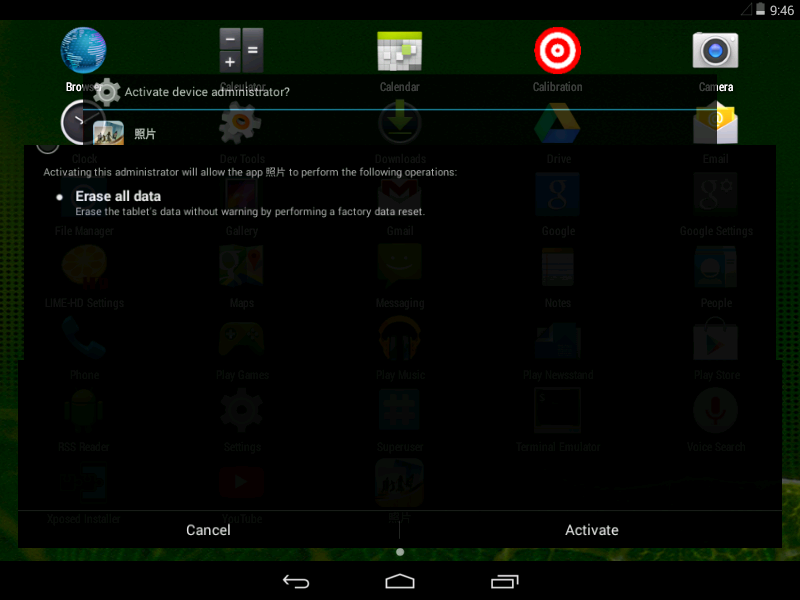 9:46
Browser
Calculator
Calendar
Calibration
Camera
Activate device administrator?
照片
Clock
Dev Tools
Downloads
Drive
Email
Activating this administrator will allow the app 照片 to perform the following operations:
• Erase all data
Erase the tablet's data without warning by performing a factory data reset.
File Manager
Gallery
Gmail
Google
Google Settings
LIME-HD Settings
Maps
Messaging
Notes
People
Phone
Play Games
Play Music
Play Newsstand
Play Store
RSS Reader
Settings
Superuser
Terminal Emulator
Voice Search
Xposed Installer
YouTube
照片
Cancel
Activate